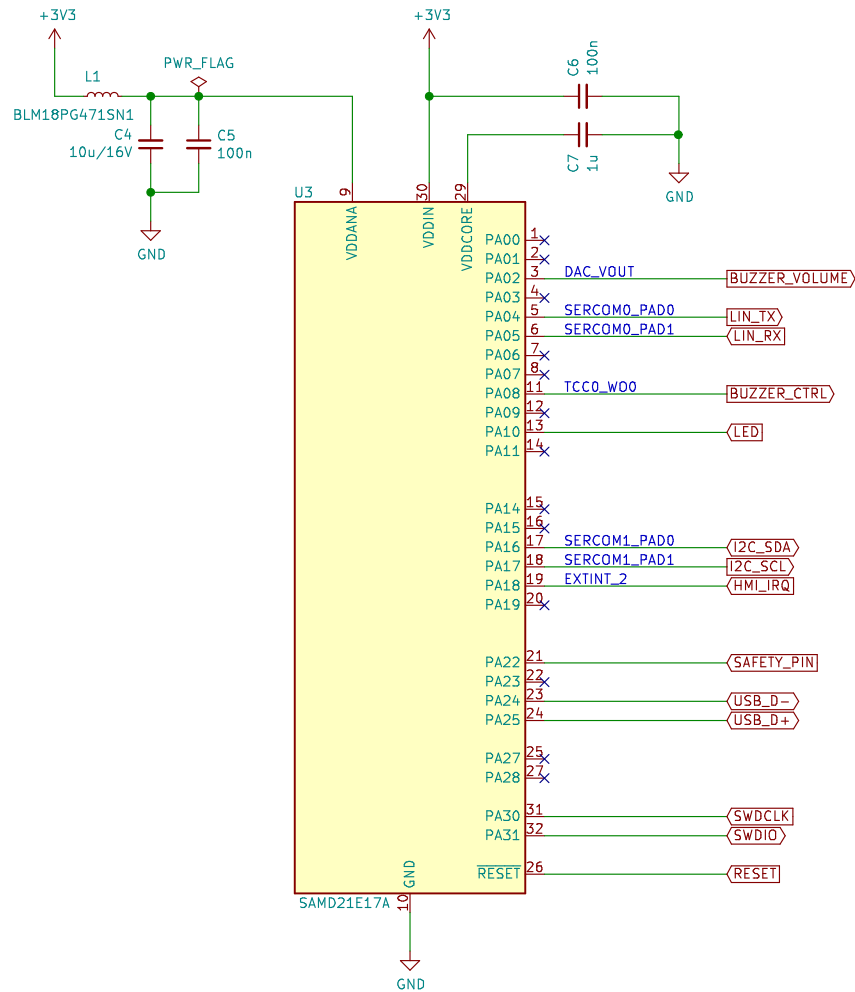 +3V3
+3V3
L1
PWR_FLAG
BLM18PG471SN1
C4
10u/16V
C5
100n
C6
100n
C7
1u
GND
GND
U3
9
30
29
VDDANA
VDDIN
VDDCORE
PA00 1
PA01 2
PA02 3 DAC_VOUT BUZZER_VOLUME
PA03 4
PA04 5 SERCOM0_PAD0 LIN_TX
PA05 6 SERCOM0_PAD1 LIN_RX
PA06 7
PA07 8
PA08 11 TCC0_WO0 BUZZER_CTRL
PA09 12
PA10 13 LED
PA11 14
PA14 15
PA15 16
PA16 17 SERCOM1_PAD0 I2C_SDA
PA17 18 SERCOM1_PAD1 I2C_SCL
PA18 19 EXTINT_2 HMI_IRQ
PA19 20
PA22 21 SAFETY_PIN
PA23 22
PA24 23 USB_D-
PA25 24 USB_D+
PA27 25
PA28 27
PA30 31 SWDCLK
PA31 32 SWDIO
RESET 26 RESET
GND
SAMD21E17A
10
GND